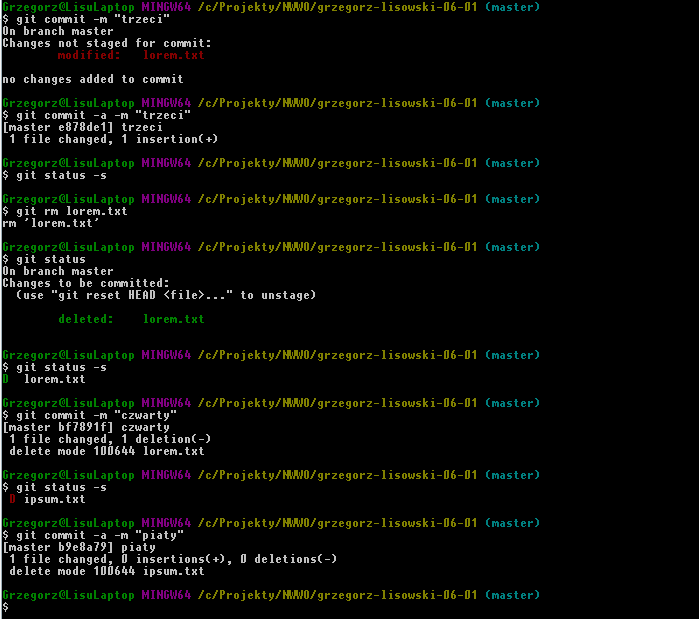 Grzegorz@LisuLaptop MINGW64 /c/Projekty/NWWO/grzegorz-lisowski-06-01 (master)
$ git commit -m "trzeci"
On branch master
Changes not staged for commit:
        modified:   lorem.txt
no changes added to commit
Grzegorz@LisuLaptop MINGW64 /c/Projekty/NWWO/grzegorz-lisowski-06-01 (master)
$ git commit -a -m "trzeci"
[master e878de1] trzeci
 1 file changed, 1 insertion(+)
Grzegorz@LisuLaptop MINGW64 /c/Projekty/NWWO/grzegorz-lisowski-06-01 (master)
$ git status -s
Grzegorz@LisuLaptop MINGW64 /c/Projekty/NWWO/grzegorz-lisowski-06-01 (master)
$ git rm lorem.txt
rm 'lorem.txt'
Grzegorz@LisuLaptop MINGW64 /c/Projekty/NWWO/grzegorz-lisowski-06-01 (master)
$ git status
On branch master
Changes to be committed:
  (use "git reset HEAD <file>..." to unstage)
        deleted:    lorem.txt
Grzegorz@LisuLaptop MINGW64 /c/Projekty/NWWO/grzegorz-lisowski-06-01 (master)
$ git status -s
D  lorem.txt
Grzegorz@LisuLaptop MINGW64 /c/Projekty/NWWO/grzegorz-lisowski-06-01 (master)
$ git commit -m "czwarty"
[master bf7891f] czwarty
 1 file changed, 1 deletion(-)
 delete mode 100644 lorem.txt
Grzegorz@LisuLaptop MINGW64 /c/Projekty/NWWO/grzegorz-lisowski-06-01 (master)
$ git status -s
 D ipsum.txt
Grzegorz@LisuLaptop MINGW64 /c/Projekty/NWWO/grzegorz-lisowski-06-01 (master)
$ git commit -a -m "piaty"
[master b9e8a79] piaty
 1 file changed, 0 insertions(+), 0 deletions(-)
 delete mode 100644 ipsum.txt
Grzegorz@LisuLaptop MINGW64 /c/Projekty/NWWO/grzegorz-lisowski-06-01 (master)
$